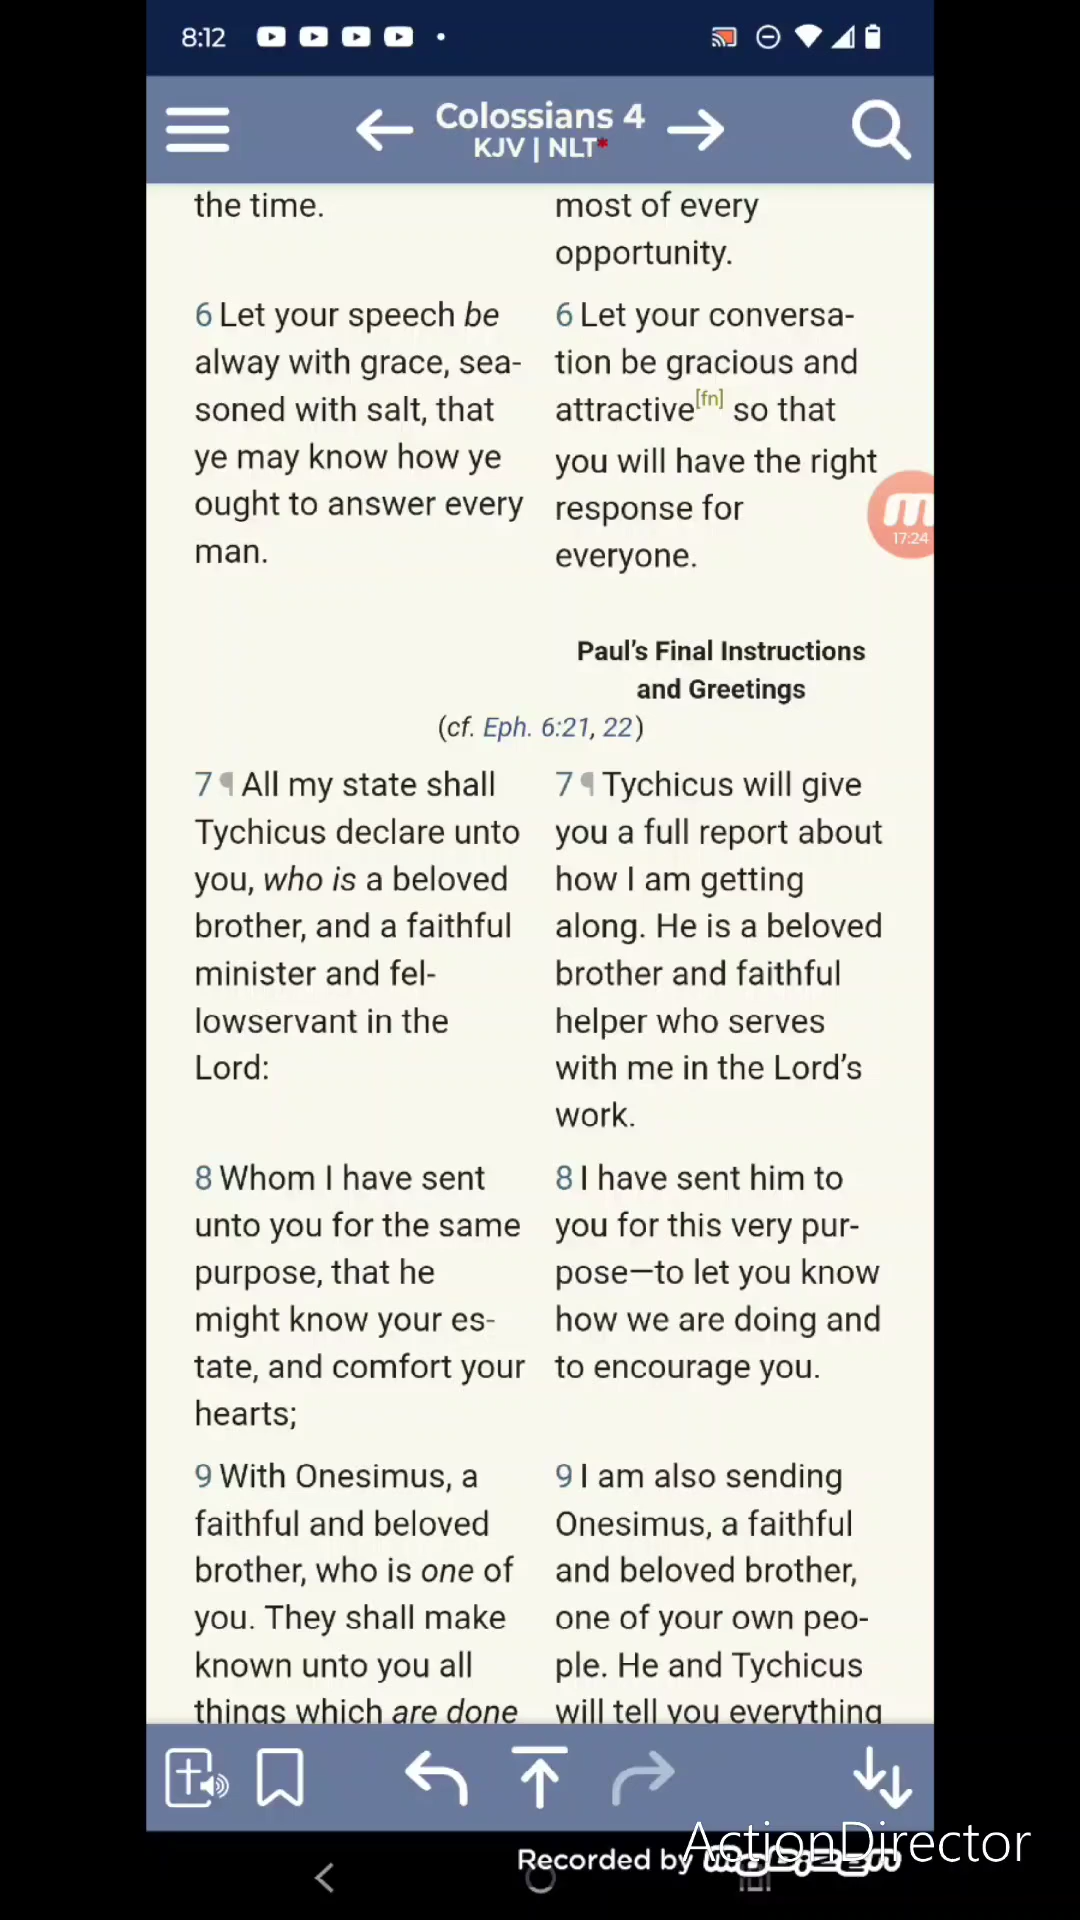 8:12
Colossians 4
KJV | NLT*
the time.
6 Let your speech be
alway with grace, sea-
soned with salt, that
ye may know how ye
ought to answer every
man.
7 ¶ All my state shall
Tychicus declare unto
you, who is a beloved
brother, and a faithful
minister and fel-
lowservant in the
Lord:
8 Whom I have sent
unto you for the same
purpose, that he
might know your es-
tate, and comfort your
hearts;
9 With Onesimus, a
faithful and beloved
brother, who is one of
you. They shall make
known unto you all
things which are done
most of every
opportunity.
6 Let your conversa-
tion be gracious and
attractive[fn] so that
you will have the right
response for
everyone.
Paul's Final Instructions
and Greetings
(cf. Eph. 6:21, 22)
7 ¶ Tychicus will give
you a full report about
how I am getting
along. He is a beloved
brother and faithful
helper who serves
with me in the Lord's
work.
8 I have sent him to
you for this very pur-
pose—to let you know
how we are doing and
to encourage you.
9 I am also sending
Onesimus, a faithful
and beloved brother,
one of your own peo-
ple. He and Tychicus
will tell you everything
m
17:24
ActionDirector
Recorded by